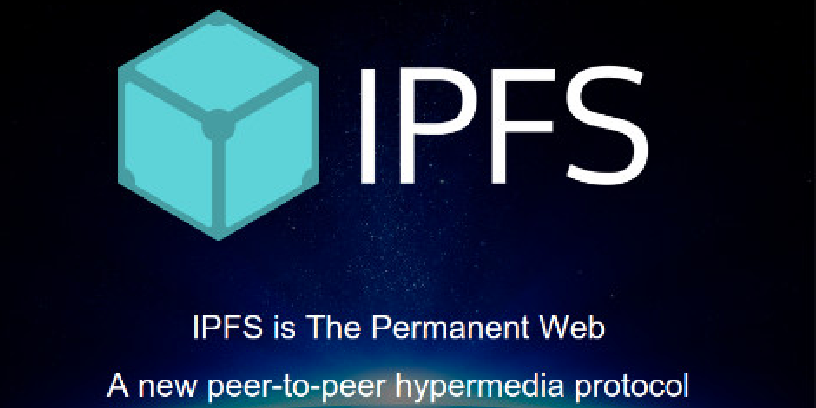 IPFS
IPFS is The Permanent Web
A new peer-to-peer hypermedia protocol